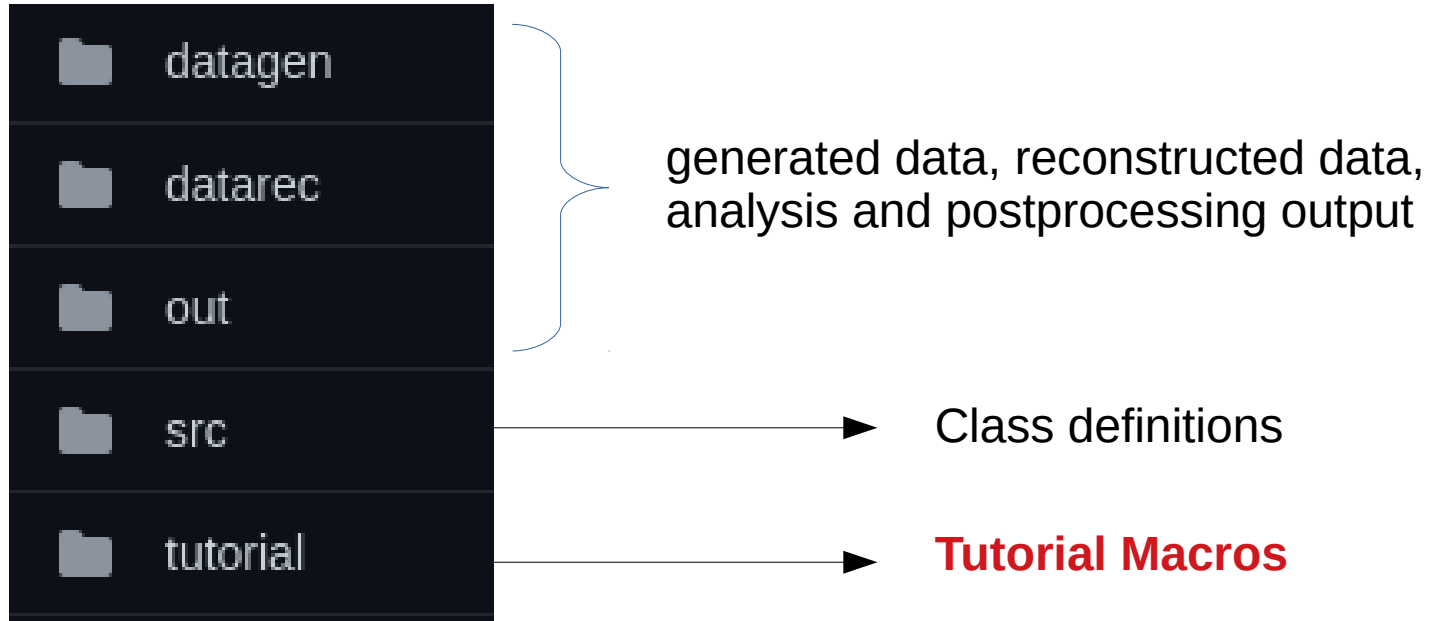 datagen
datarec
out
src
tutorial
generated data, reconstructed data,
analysis and postprocessing output
Class definitions
Tutorial Macros